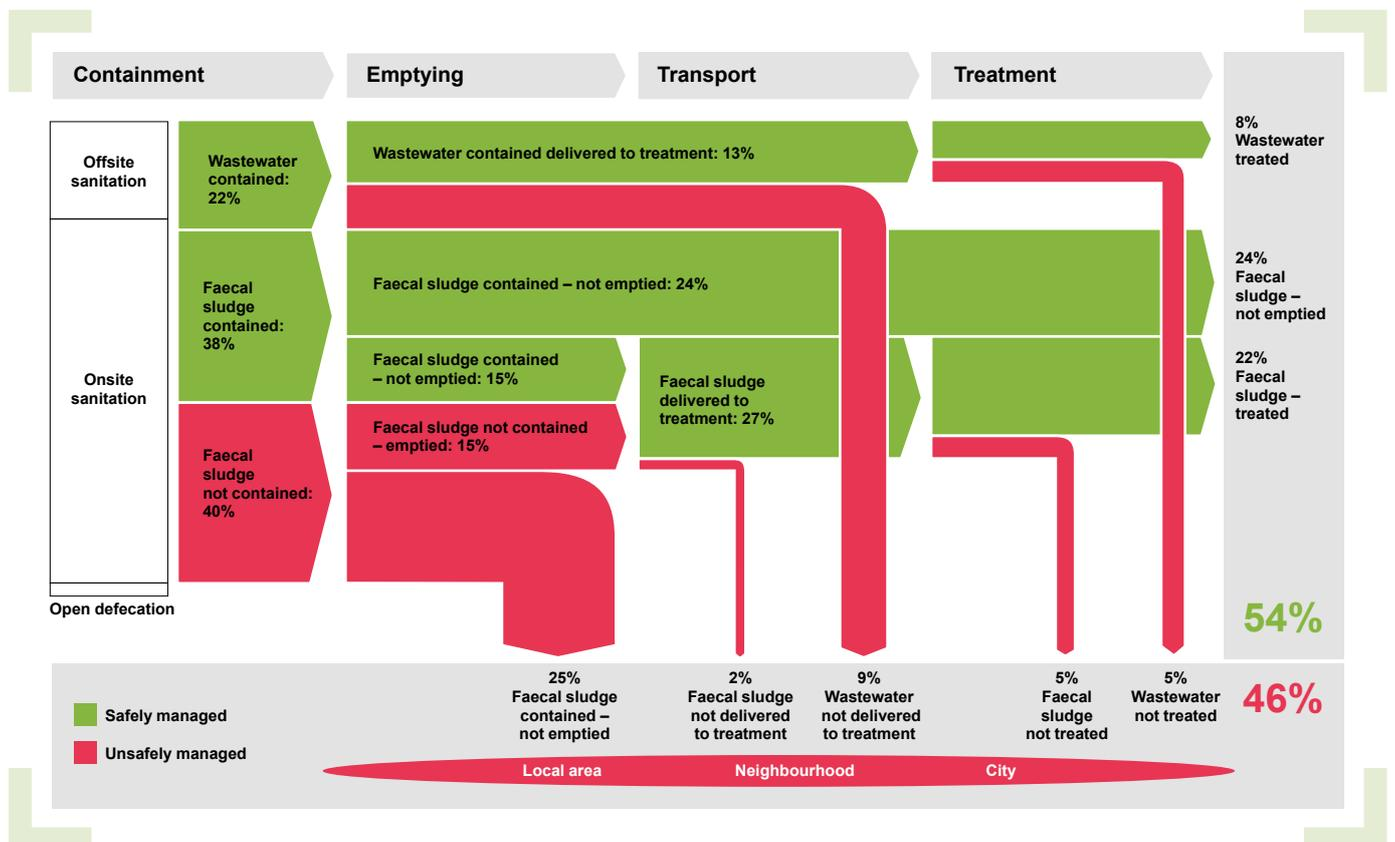 Containment
Emptying
Transport
Treatment
Offsite
sanitation
Wastewater
contained:
22%
Wastewater contained delivered to treatment: 13%
8%
Wastewater
treated
Onsite
sanitation
Faecal
sludge
contained:
38%
Faecal sludge contained – not emptied: 24%
24%
Faecal
sludge –
not emptied
Faecal sludge contained
– not emptied: 15%
Faecal sludge
delivered to
treatment: 27%
22%
Faecal
sludge –
treated
Faecal
sludge
not contained:
40%
Faecal sludge not contained
– emptied: 15%
Open defecation
54%
25%
Faecal sludge
contained –
not emptied
2%
Faecal sludge
not delivered
to treatment
9%
Wastewater
not delivered
to treatment
5%
Faecal
sludge
not treated
5%
Wastewater
not treated
46%
Safely managed
Unsafely managed
Local area
Neighbourhood
City